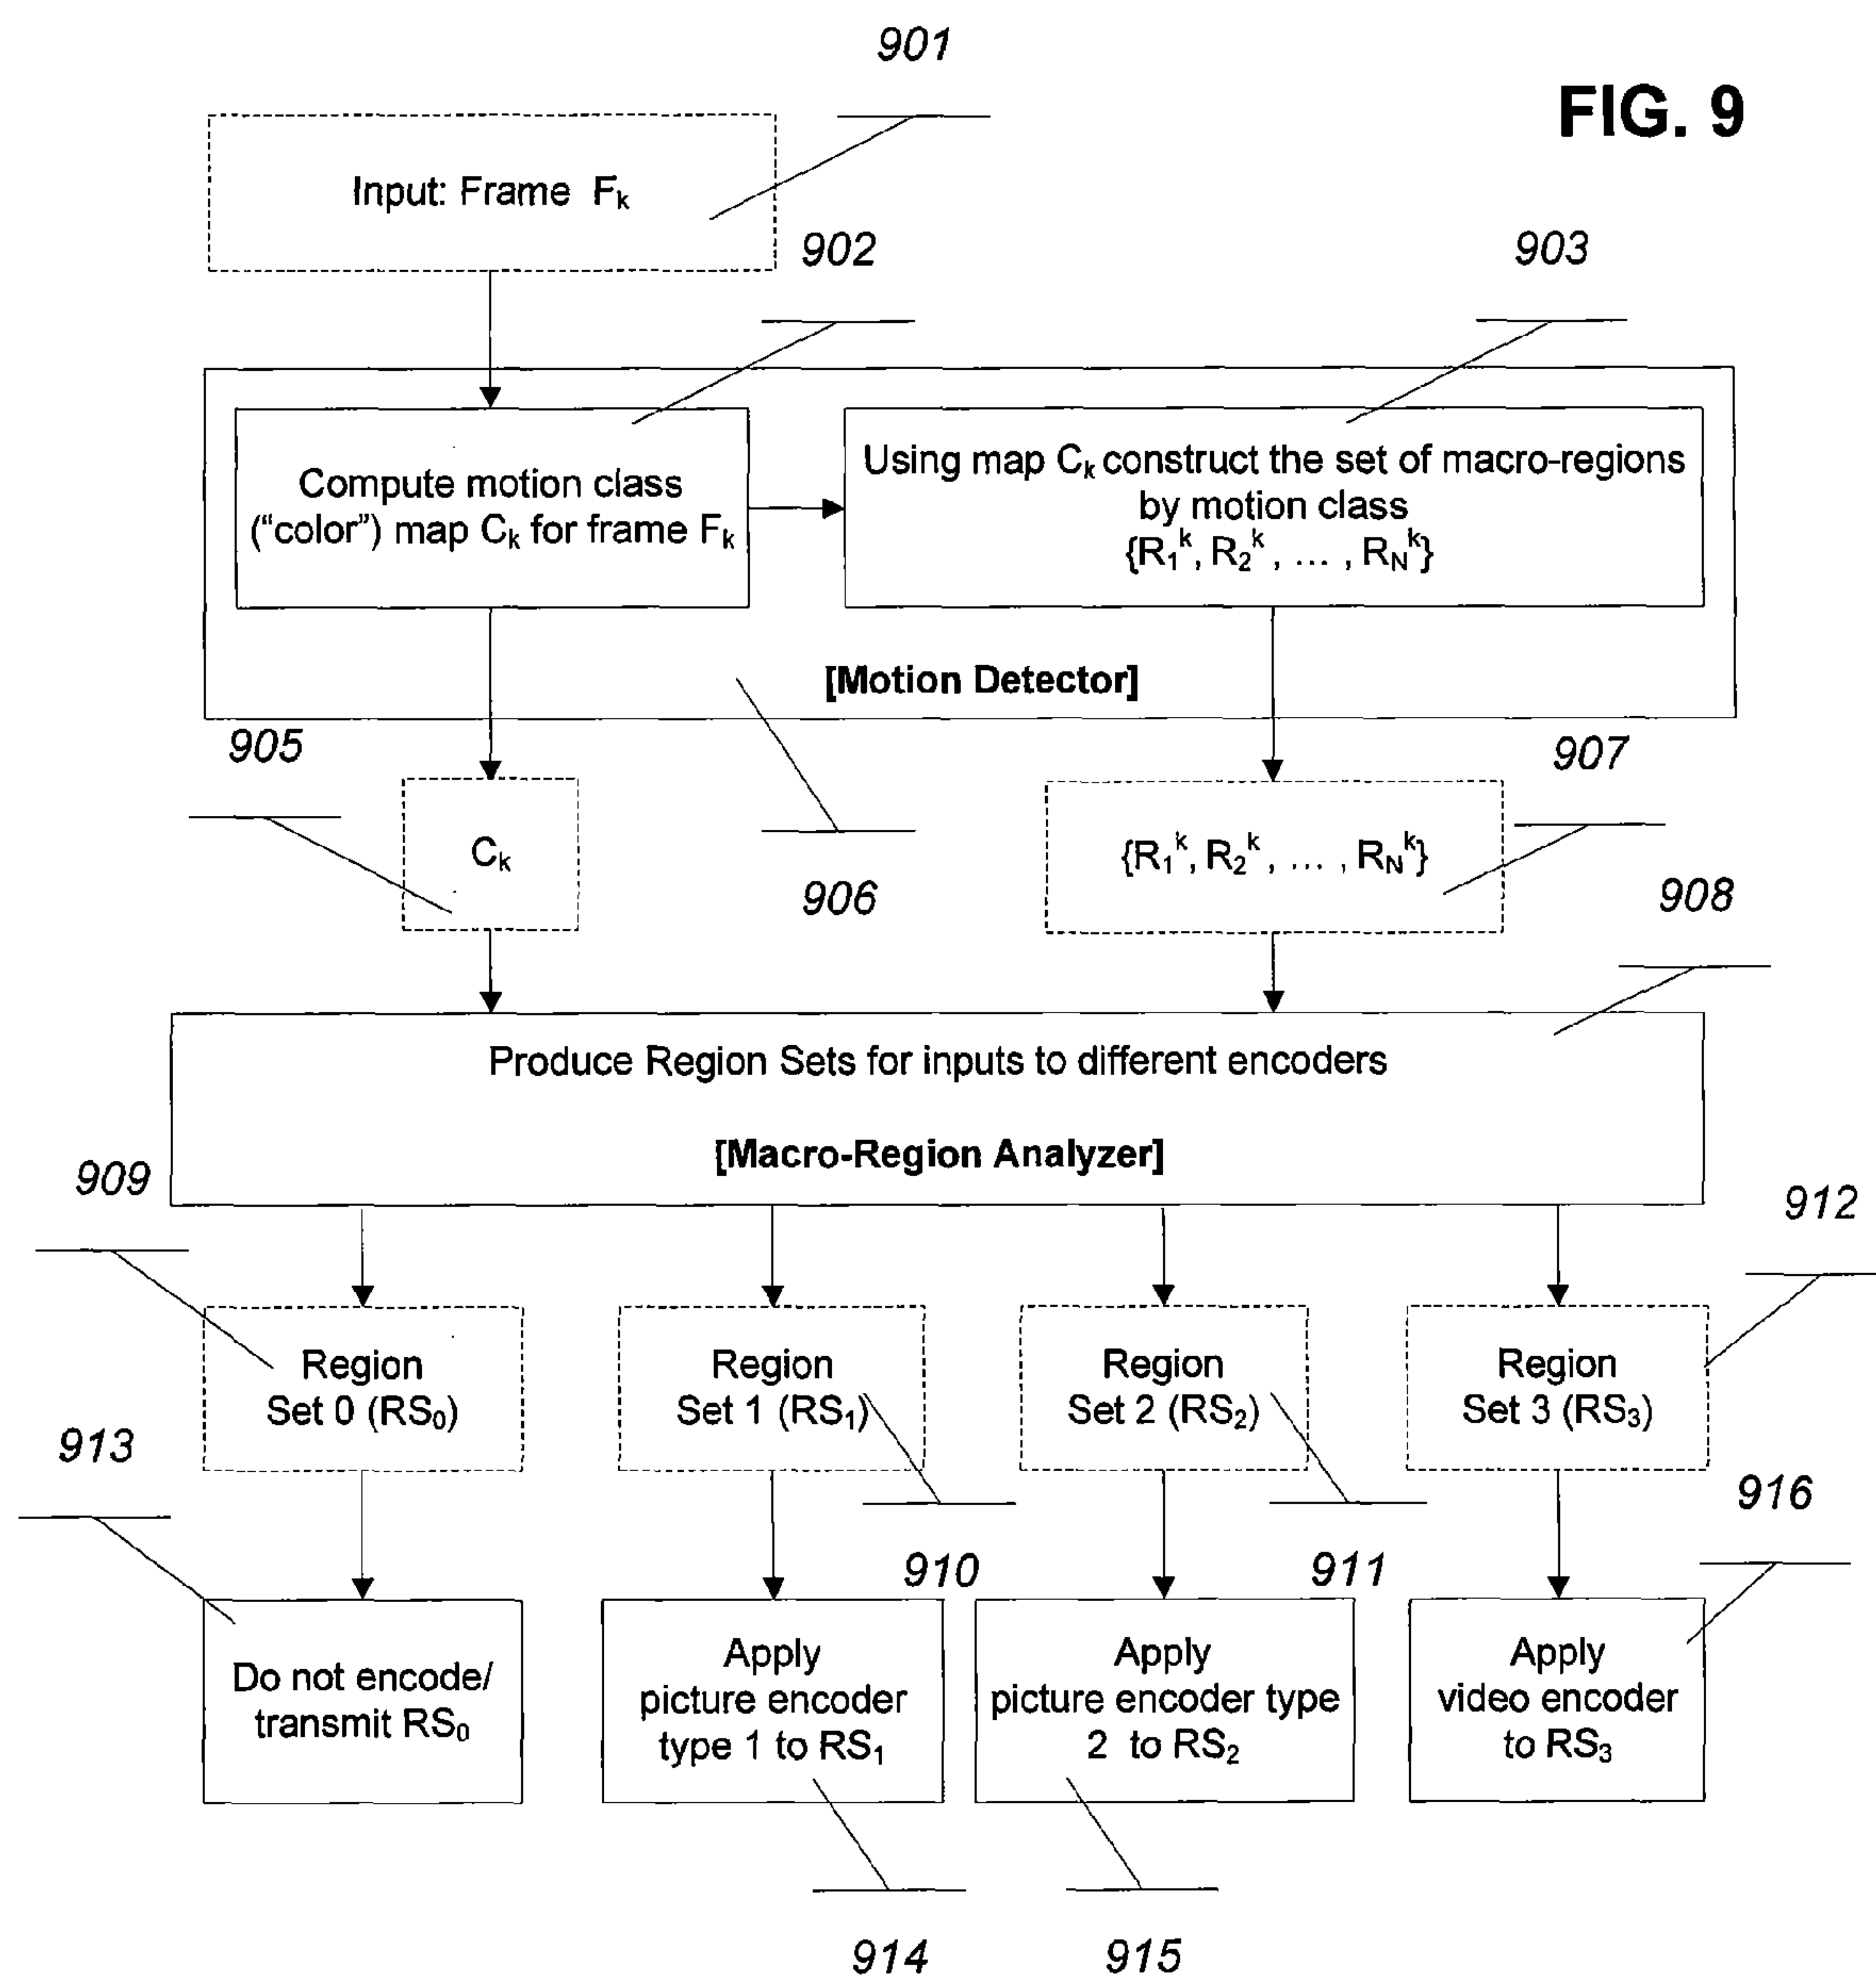 901
FIG. 9
Input: Frame F_k
902
903
Compute motion class
("color") map C_k for frame F_k
Using map C_k construct the set of macro-regions
by motion class
{R_1^k, R_2^k, ... , R_N^k}
[Motion Detector]
905
907
C_k
{R_1^k, R_2^k, ... , R_N^k}
906
908
Produce Region Sets for inputs to different encoders
[Macro-Region Analyzer]
909
912
Region
Set 0 (RS_0)
Region
Set 1 (RS_1)
Region
Set 2 (RS_2)
Region
Set 3 (RS_3)
913
916
910
911
Do not encode/
transmit RS_0
Apply
picture encoder
type 1 to RS_1
Apply
picture encoder type
2 to RS_2
Apply
video encoder
to RS_3
914
915